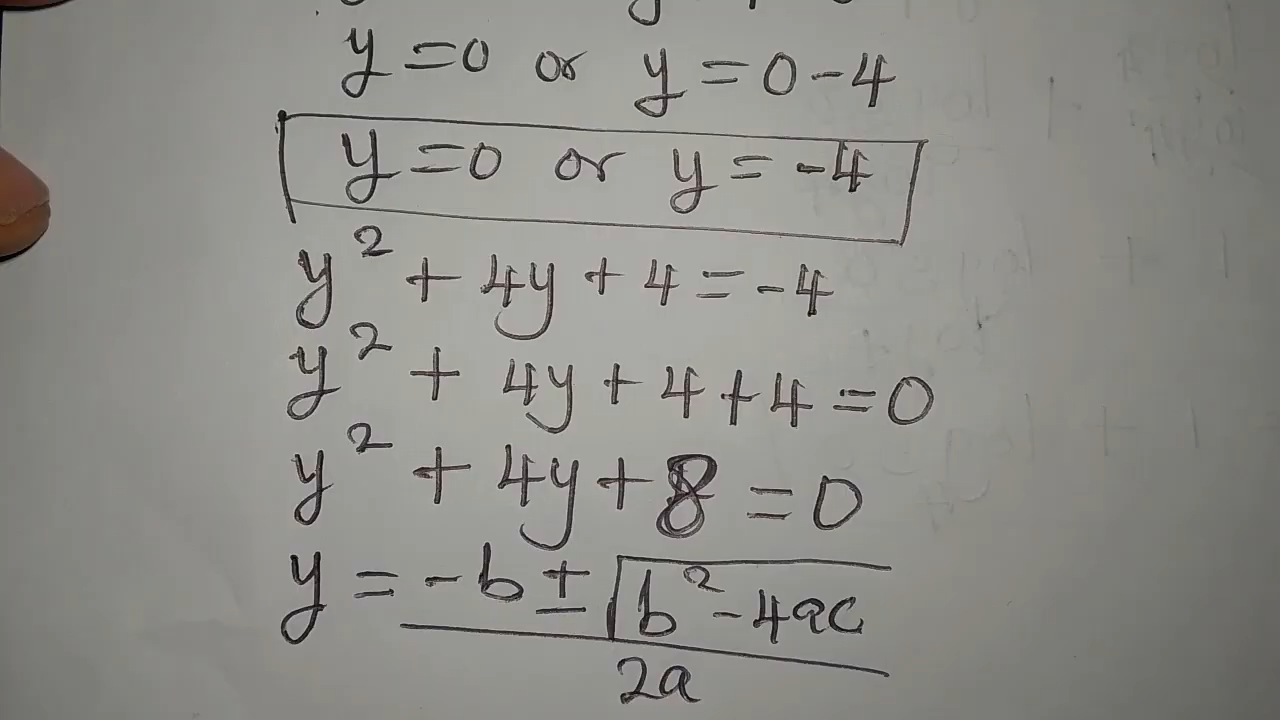 y = 0 or y = 0 - 4
y = 0 or y = -4
y² + 4y + 4 = -4
y² + 4y + 4 + 4 = 0
y² + 4y + 8 = 0
y = -b ± √b² - 4ac
2a